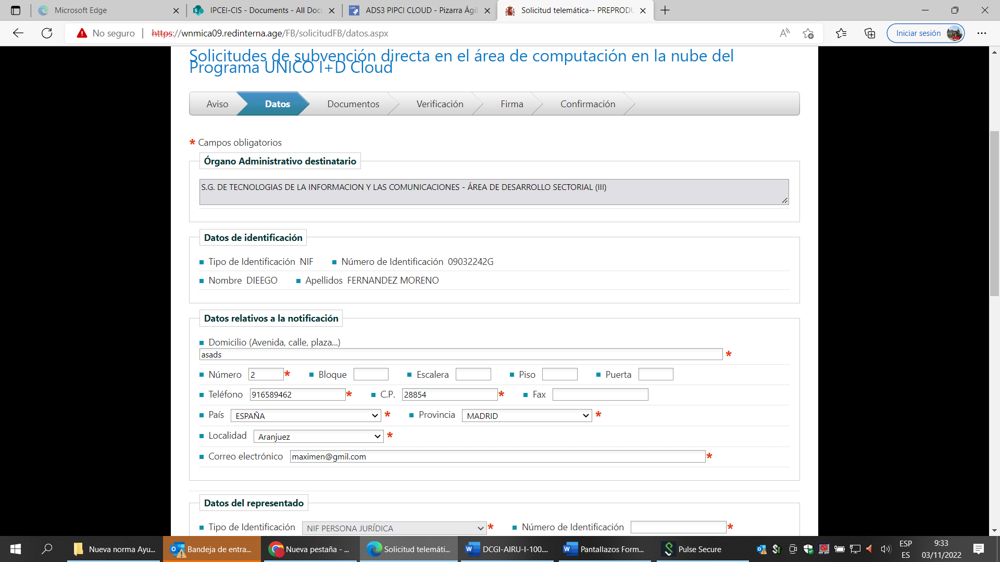 Microsoft Edge
IPCEI-CIS - Documents - All Docu
ADS3 PIPCI CLOUD - Pizarra Ágil
Solicitud telemática-- PREPRODU
No seguro
https://wnmica09.redinterna.age/FB/solicitudFB/datos.aspx
Iniciar sesión
Solicitudes de subvención directa en el área de computación en la nube del
Programa UNICO I+D Cloud
Aviso Datos Documentos Verificación Firma Confirmación
* Campos obligatorios
Órgano Administrativo destinatario
S.G. DE TECNOLOGIAS DE LA INFORMACION Y LAS COMUNICACIONES - ÁREA DE DESARROLLO SECTORIAL (III)
Datos de identificación
Tipo de Identificación NIF Número de Identificación 09032242G
Nombre DIEEGO Apellidos FERNANDEZ MORENO
Datos relativos a la notificación
Domicilio (Avenida, calle, plaza...)
asads *
Número 2 * Bloque Escalera Piso Puerta
Teléfono 916589462 * C.P. 28854 * Fax
País ESPAÑA * Provincia MADRID *
Localidad Aranjuez *
Correo electrónico maximen@gmil.com *
Datos del representado
Tipo de Identificación NIF PERSONA JURÍDICA * Número de Identificación *
Nueva norma Ayu...
Bandeja de entra...
Nueva pestaña - ...
Solicitud telemáti...
DCGI-AIRU-I-100....
Pantallazos Form...
Pulse Secure
ESP
ES
9:33
03/11/2022